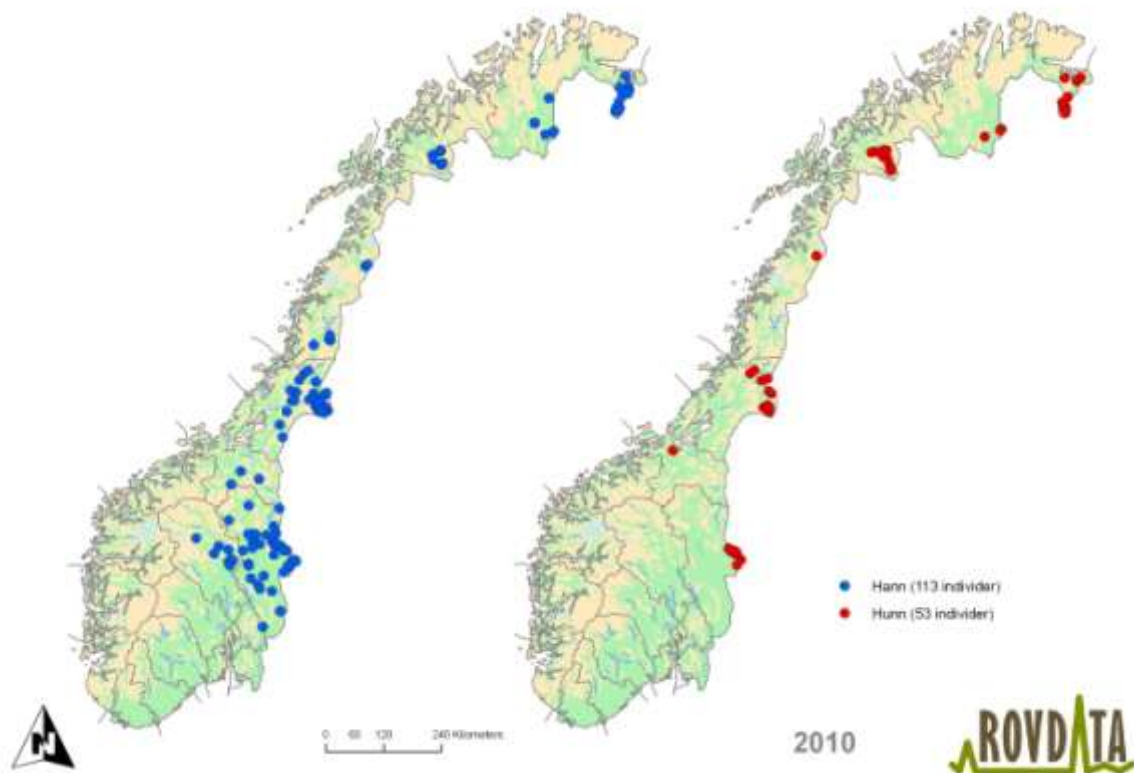 Hann (113 individer)
Hunn (53 individer)
N
0 60 120 240 Kilometers
2010
ROVDATA